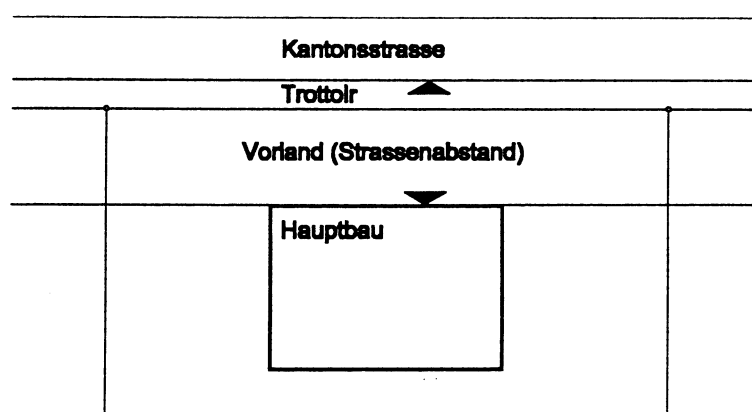 Kantonsstrasse
Trottoir
Vorland (Strassenabstand)
Hauptbau